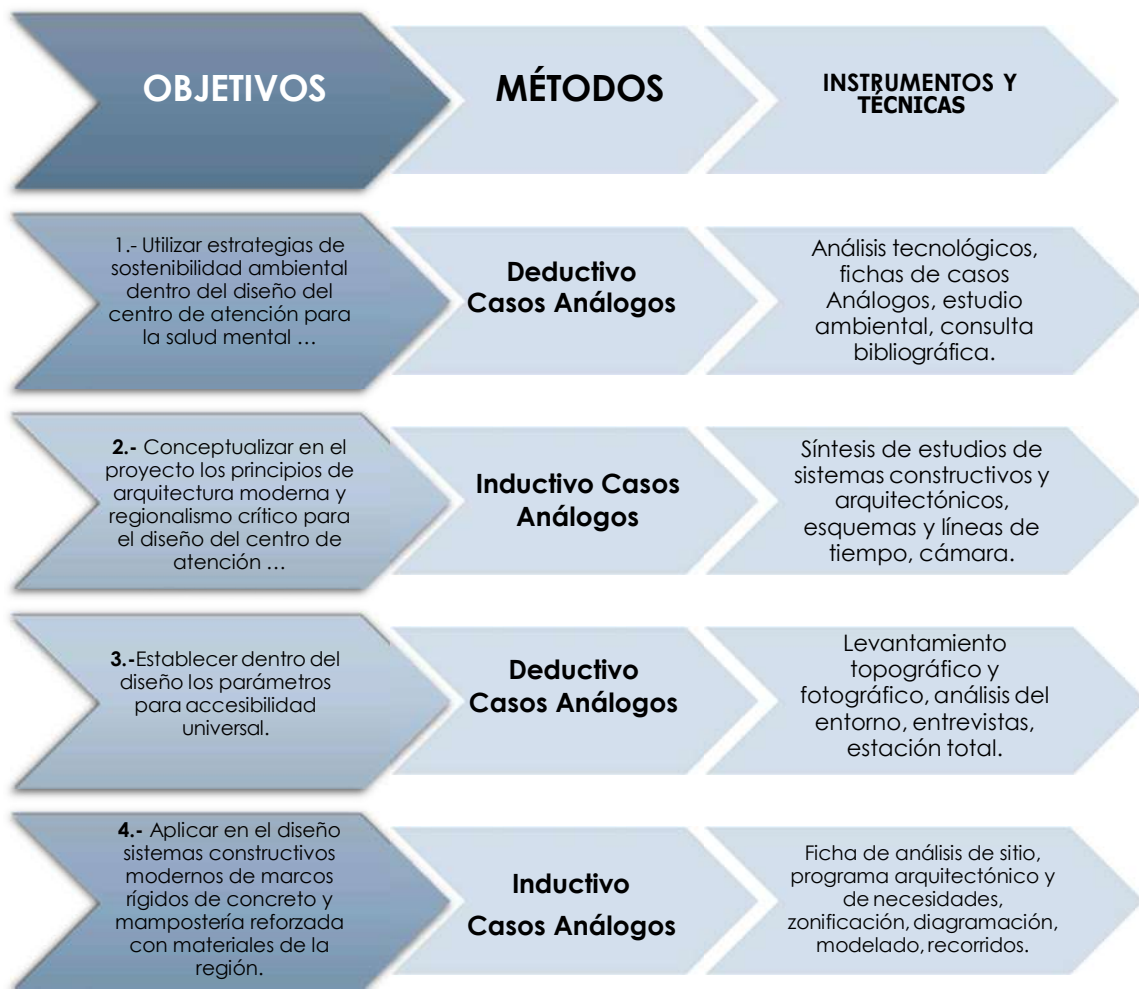 OBJETIVOS
MÉTODOS
INSTRUMENTOS Y
TÉCNICAS
1.- Utilizar estrategias de
sostenibilidad ambiental
dentro del diseño del
centro de atención para
la salud mental ...
Deductivo
Casos Análogos
Análisis tecnológicos,
fichas de casos
Análogos, estudio
ambiental, consulta
bibliográfica.
2.- Conceptualizar en el
proyecto los principios de
arquitectura moderna y
regionalismo crítico para
el diseño del centro de
atención ...
Inductivo Casos
Análogos
Síntesis de estudios de
sistemas constructivos y
arquitectónicos,
esquemas y líneas de
tiempo, cámara.
3.-Establecer dentro del
diseño los parámetros
para accesibilidad
universal.
Deductivo
Casos Análogos
Levantamiento
topográfico y
fotográfico, análisis del
entorno, entrevistas,
estación total.
4.- Aplicar en el diseño
sistemas constructivos
modernos de marcos
rígidos de concreto y
mampostería reforzada
con materiales de la
región.
Inductivo
Casos Análogos
Ficha de análisis de sitio,
programa arquitectónico y
de necesidades,
zonificación, diagramación,
modelado, recorridos.